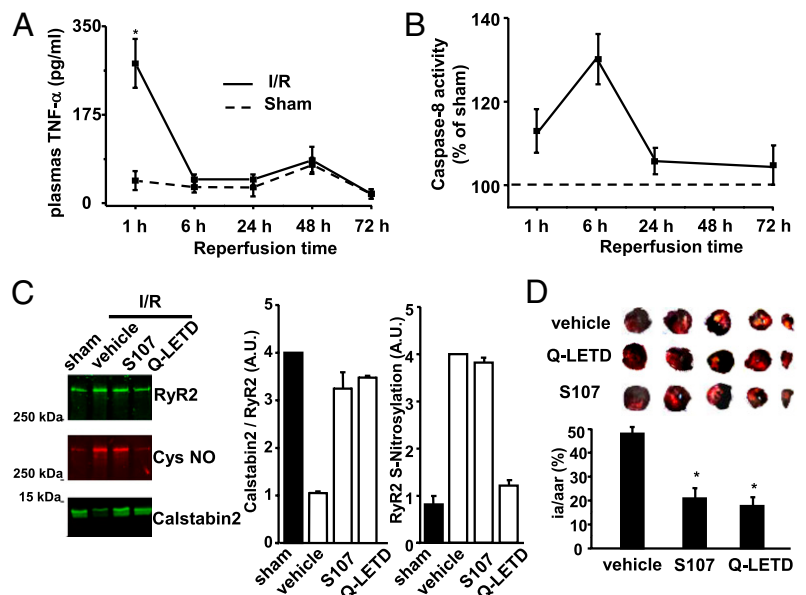 A
350
175
0
plasmas TNF-α (pg/ml)
*
I/R
Sham
1 h 6 h 24 h 48 h 72 h
Reperfusion time
B
140
120
100
Caspase-8 activity
(% of sham)
1 h 6 h 24 h 48 h 72 h
Reperfusion time
C
I/R
sham vehicle S107 Q-LETD
RyR2
250 kDa
Cys NO
250 kDa
15 kDa
Calstabin2
5
4
3
2
1
0
Calstabin2 / RyR2 (A.U.)
sham vehicle S107 Q-LETD
5
4
3
2
1
0
RyR2 S-Nitrosylation (A.U.)
sham vehicle S107 Q-LETD
D
vehicle
Q-LETD
S107
50
40
30
20
10
0
ia/aar (%)
* *
vehicle S107 Q-LETD